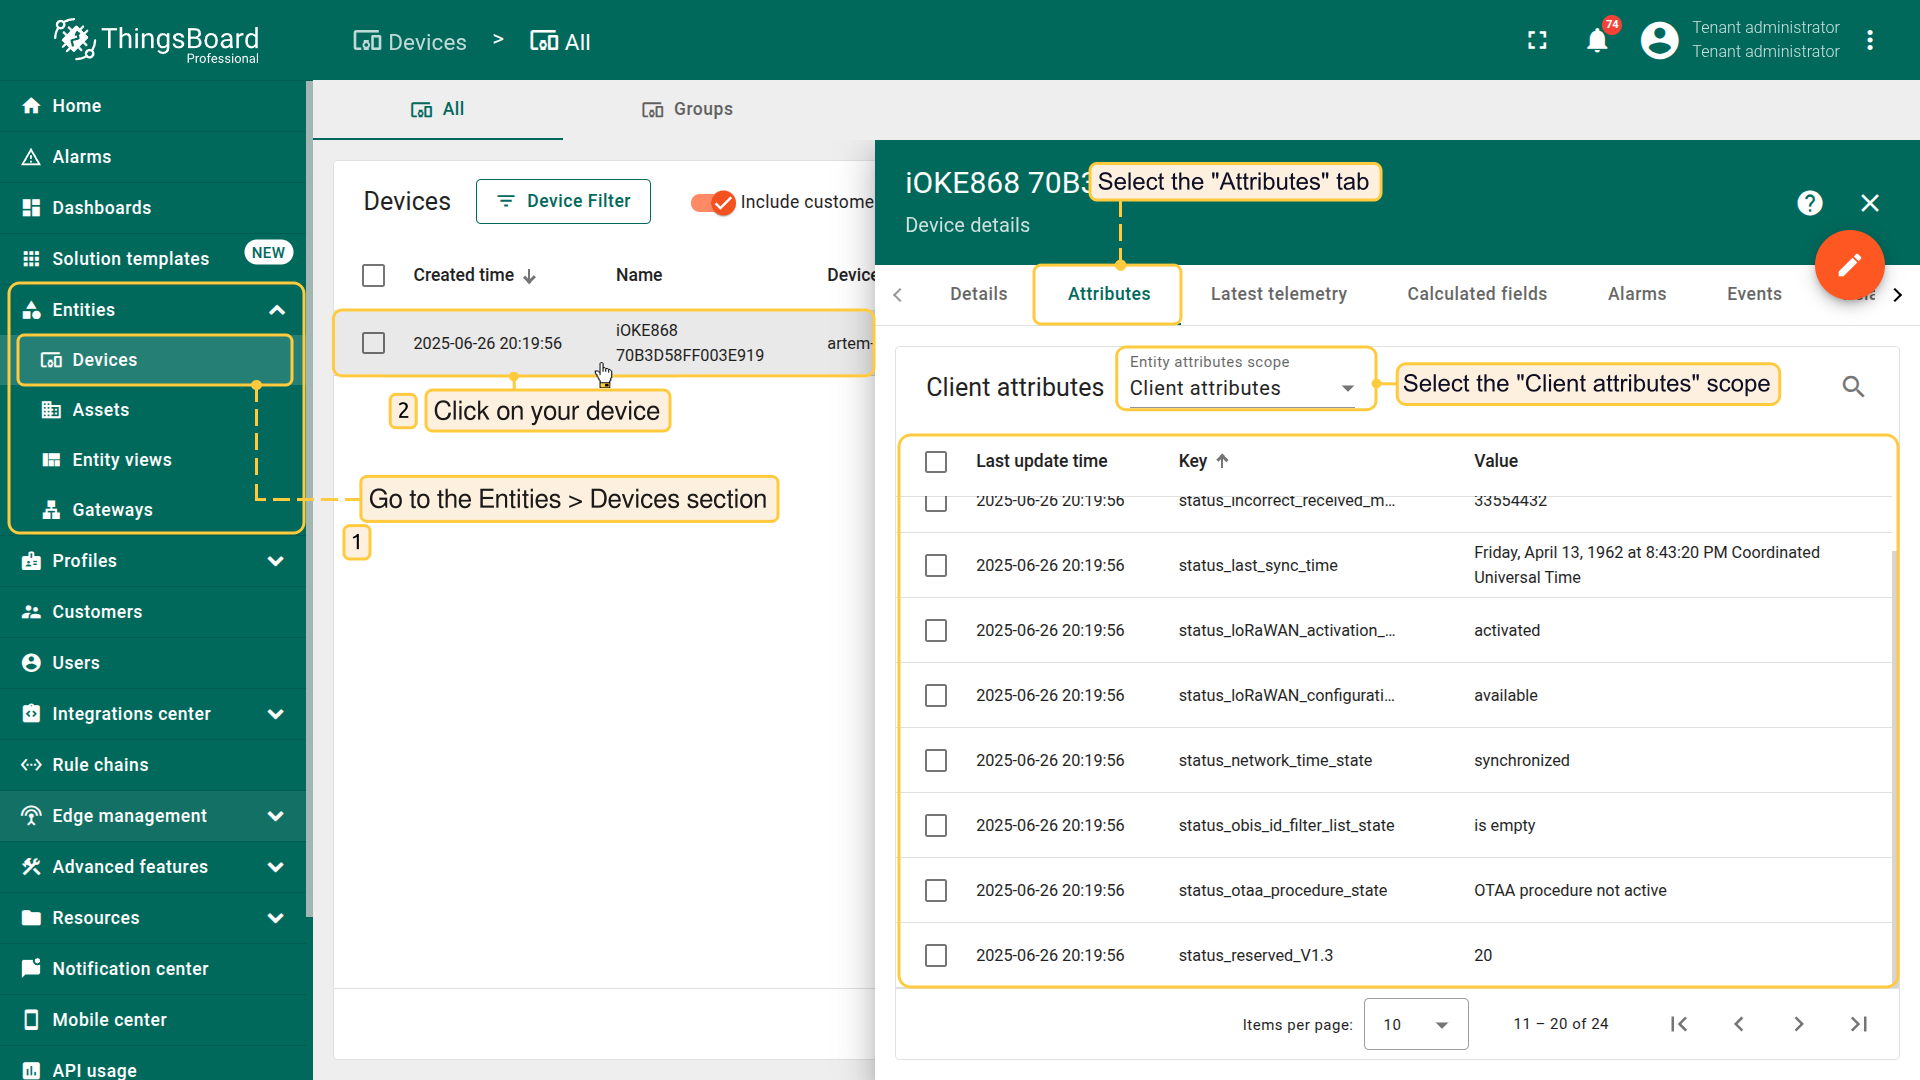 ThingsBoard
Professional
Devices > All
74
Tenant administrator
Tenant administrator
Home
Alarms
Dashboards
Solution templates NEW
Entities
Devices
Assets
Entity views
Gateways
Profiles
Customers
Users
Integrations center
Rule chains
Edge management
Advanced features
Resources
Notification center
Mobile center
API usage
All Groups
Devices Device Filter Include custome
Created time Name Device
2025-06-26 20:19:56 iOKE868
70B3D58FF003E919 artem-
2 Click on your device
Go to the Entities > Devices section
1
iOKE868 70B3
Select the "Attributes" tab
Device details
Details Attributes Latest telemetry Calculated fields Alarms Events
Client attributes
Entity attributes scope
Client attributes
Select the "Client attributes" scope
Last update time Key Value
2025-06-26 20:19:56 status_incorrect_received_m... 33554432
2025-06-26 20:19:56 status_last_sync_time Friday, April 13, 1962 at 8:43:20 PM Coordinated
Universal Time
2025-06-26 20:19:56 status_loRaWAN_activation_... activated
2025-06-26 20:19:56 status_loRaWAN_configurati... available
2025-06-26 20:19:56 status_network_time_state synchronized
2025-06-26 20:19:56 status_obis_id_filter_list_state is empty
2025-06-26 20:19:56 status_otaa_procedure_state OTAA procedure not active
2025-06-26 20:19:56 status_reserved_V1.3 20
Items per page: 10 11 – 20 of 24